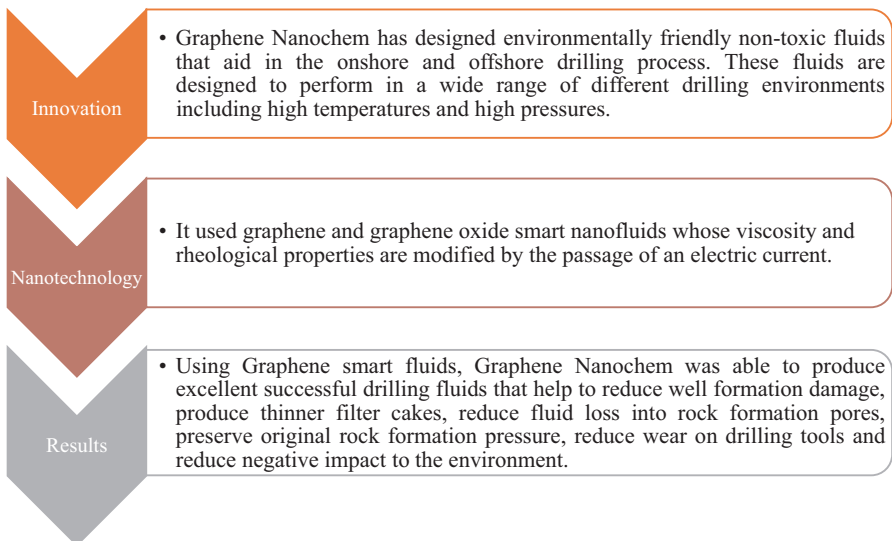 Innovation
• Graphene Nanochem has designed environmentally friendly non-toxic fluids
that aid in the onshore and offshore drilling process. These fluids are
designed to perform in a wide range of different drilling environments
including high temperatures and high pressures.
Nanotechnology
• It used graphene and graphene oxide smart nanofluids whose viscosity and
rheological properties are modified by the passage of an electric current.
Results
• Using Graphene smart fluids, Graphene Nanochem was able to produce
excellent successful drilling fluids that help to reduce well formation damage,
produce thinner filter cakes, reduce fluid loss into rock formation pores,
preserve original rock formation pressure, reduce wear on drilling tools and
reduce negative impact to the environment.